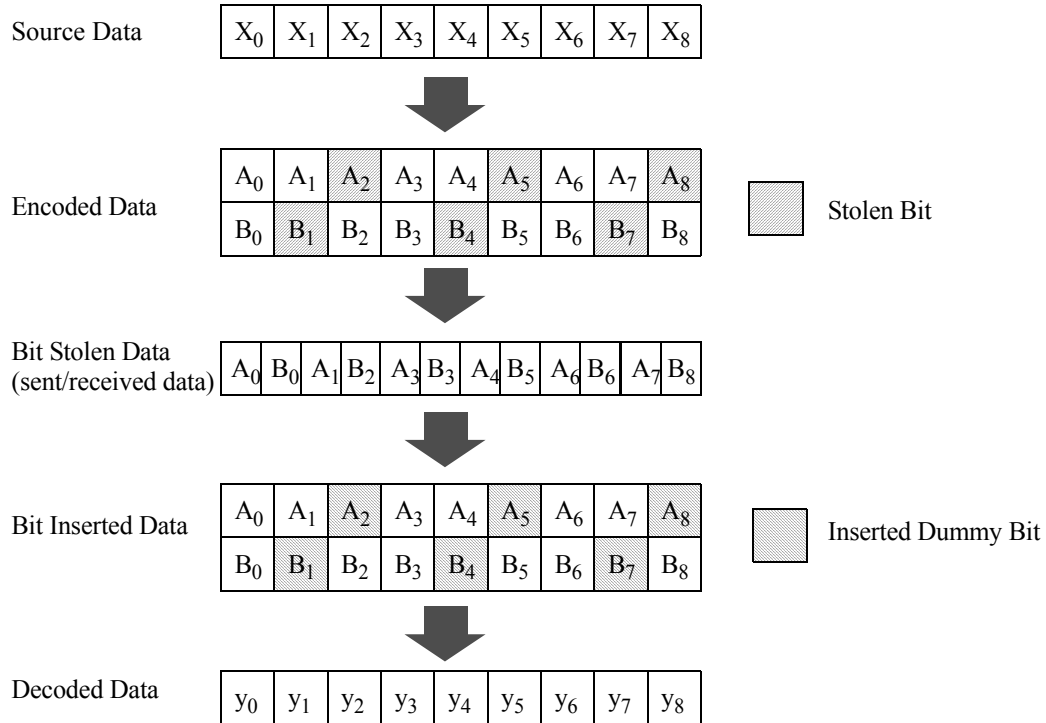 Source Data X₀ X₁ X₂ X₃ X₄ X₅ X₆ X₇ X₈
A₀ A₁ A₂ A₃ A₄ A₅ A₆ A₇ A₈
Encoded Data Stolen Bit
B₀ B₁ B₂ B₃ B₄ B₅ B₆ B₇ B₈
Bit Stolen Data
(sent/received data) A₀ B₀ A₁ B₂ A₃ B₃ A₄ B₅ A₆ B₆ A₇ B₈
A₀ A₁ A₂ A₃ A₄ A₅ A₆ A₇ A₈
Bit Inserted Data Inserted Dummy Bit
B₀ B₁ B₂ B₃ B₄ B₅ B₆ B₇ B₈
Decoded Data y₀ y₁ y₂ y₃ y₄ y₅ y₆ y₇ y₈